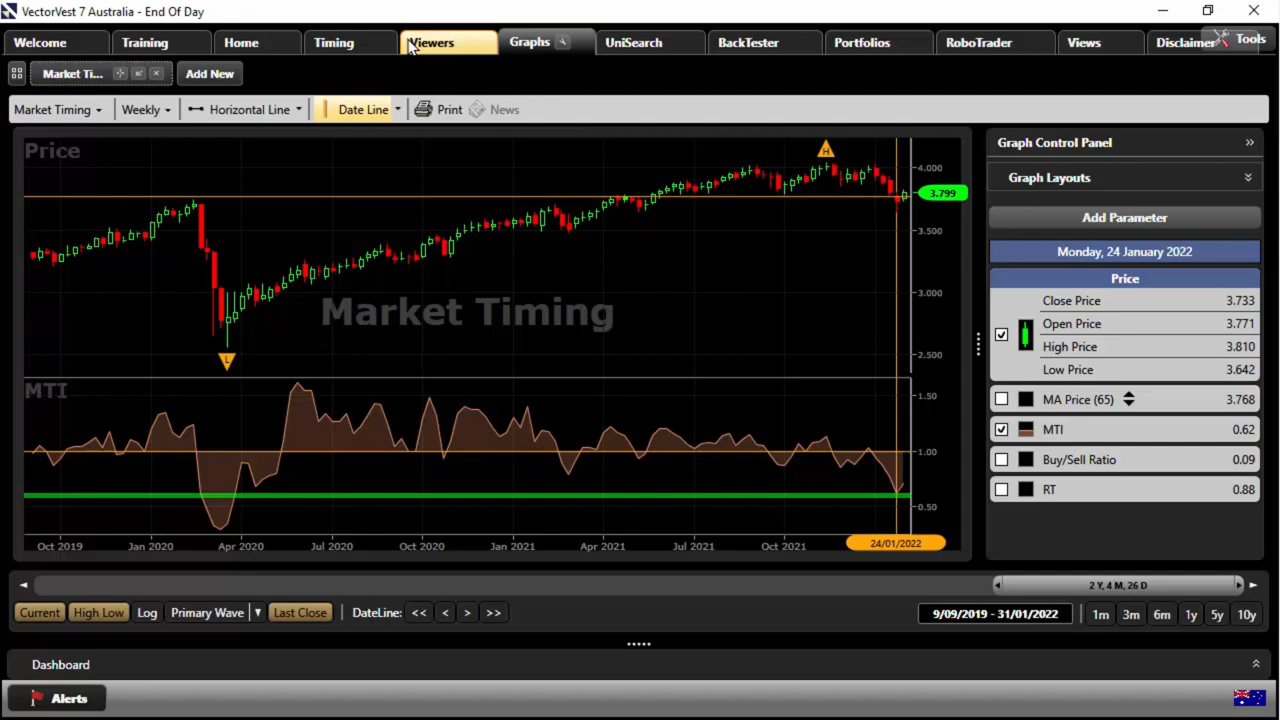 VectorVest 7 Australia - End Of Day
Welcome Training Home Timing Viewers Graphs UniSearch BackTester Portfolios RoboTrader Views Disclaimer Tools
Market Ti... Add New
Market Timing Weekly Horizontal Line Date Line Print News
Price
H
4.000
3.799
3.500
3.000
2.500
Market Timing
L
MTI
1.50
1.00
0.50
Oct 2019 Jan 2020 Apr 2020 Jul 2020 Oct 2020 Jan 2021 Apr 2021 Jul 2021 Oct 2021 24/01/2022
Graph Control Panel
Graph Layouts
Add Parameter
Monday, 24 January 2022
Price
Close Price 3.733
Open Price 3.771
High Price 3.810
Low Price 3.642
MA Price (65) 3.768
MTI 0.62
Buy/Sell Ratio 0.09
RT 0.88
2 Y, 4 M, 26 D
Current High Low Log Primary Wave Last Close DateLine: << < > >> 9/09/2019 - 31/01/2022 1m 3m 6m 1y 5y 10y
Dashboard
Alerts